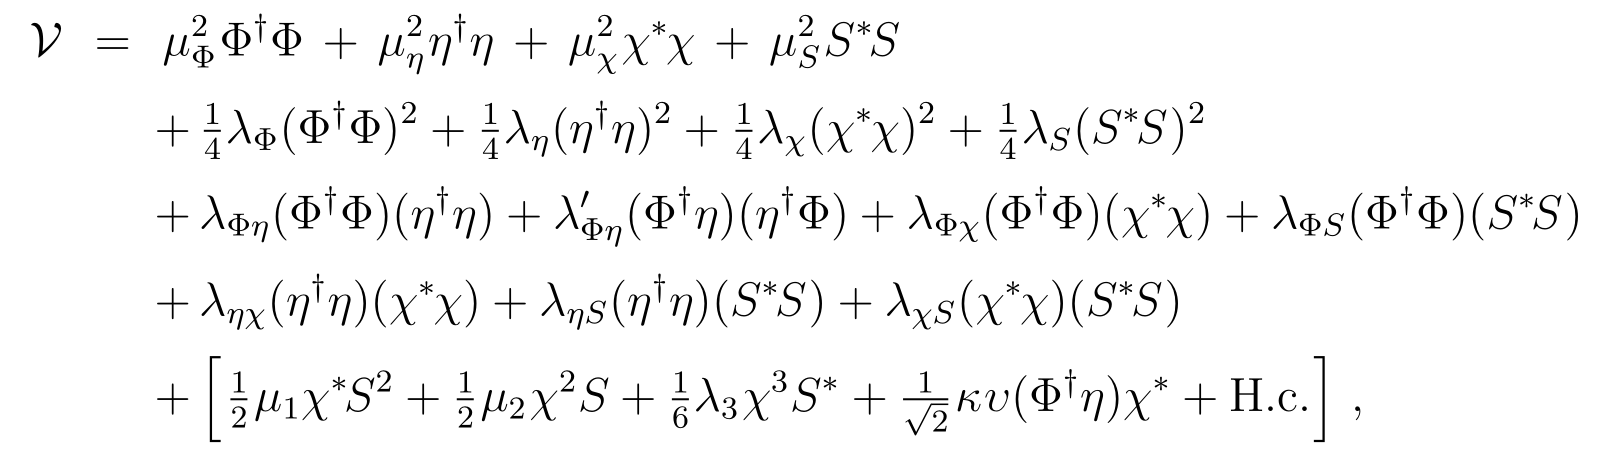 𝒱 = μ_Φ^2 Φ^†Φ + μ_η^2 η^†η + μ_χ^2 χ^*χ + μ_S^2 S^*S
+ 1/4 λ_Φ(Φ^†Φ)^2 + 1/4 λ_η(η^†η)^2 + 1/4 λ_χ(χ^*χ)^2 + 1/4 λ_S(S^*S)^2
+ λ_{Φη}(Φ^†Φ)(η^†η) + λ′_{Φη}(Φ^†η)(η^†Φ) + λ_{Φχ}(Φ^†Φ)(χ^*χ) + λ_{ΦS}(Φ^†Φ)(S^*S)
+ λ_{ηχ}(η^†η)(χ^*χ) + λ_{ηS}(η^†η)(S^*S) + λ_{χS}(χ^*χ)(S^*S)
+ [1/2 μ_1 χ^*S^2 + 1/2 μ_2 χ^2 S + 1/6 λ_3 χ^3 S^* + 1/√2 κυ(Φ^†η)χ^* + H.c.] ,